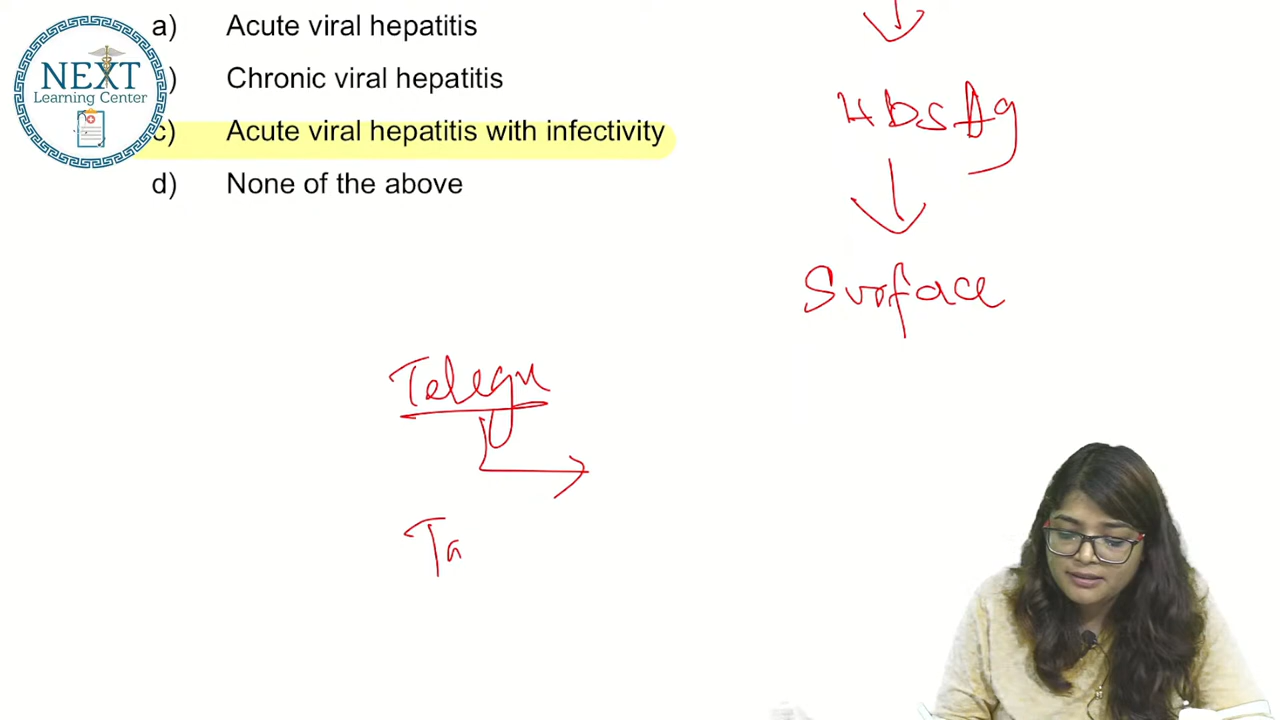 a) Acute viral hepatitis
NEXT
Learning Center
) Chronic viral hepatitis
c) Acute viral hepatitis with infectivity
d) None of the above
HbsAg
Surface
Telegu
Ta